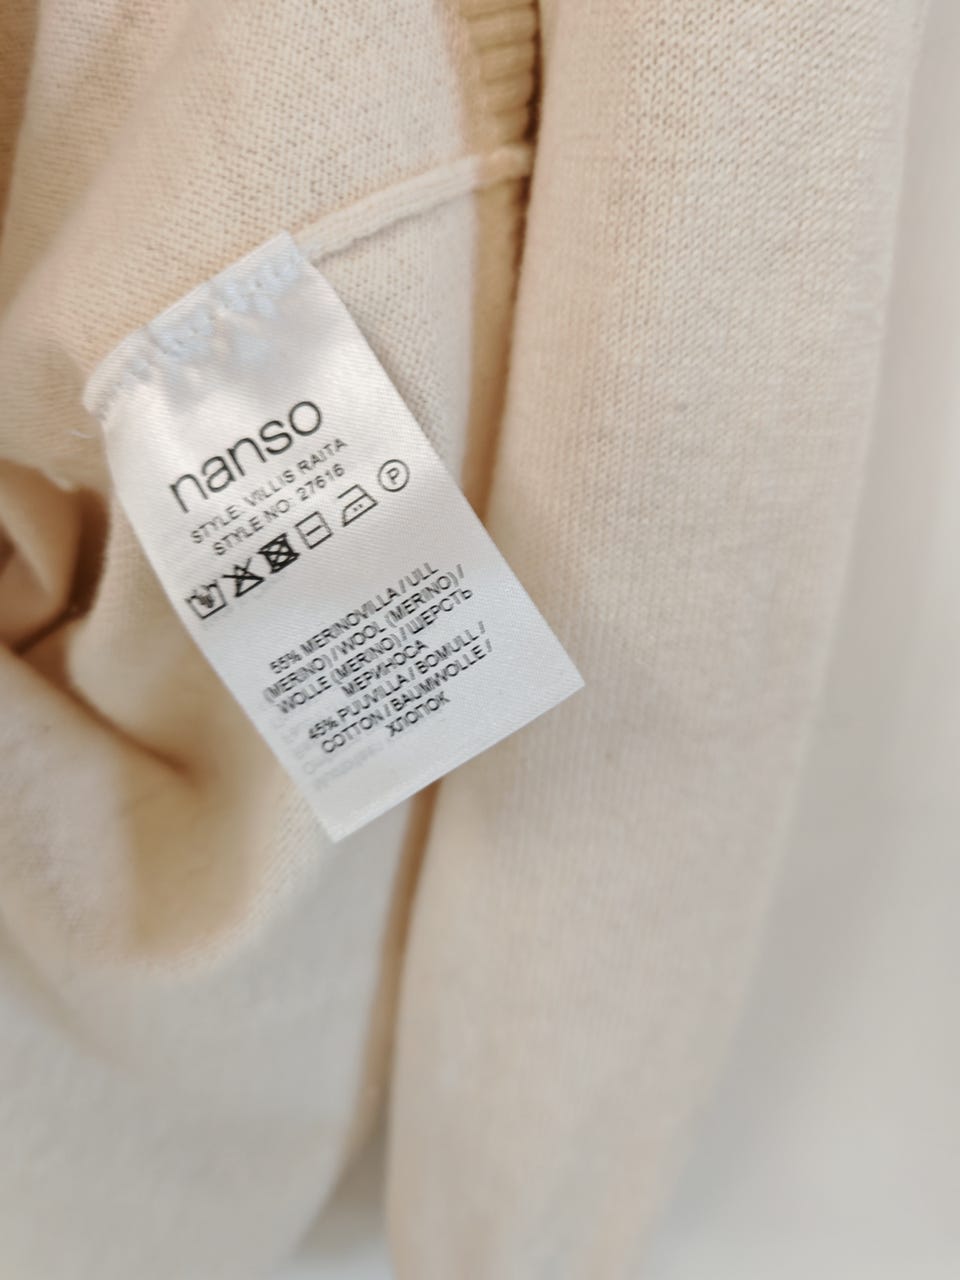 nanso
STYLE: VILLIS RAITA
STYLE NO: 27616
P
55% MERINOVILLA / ULL
(MERINO) / WOOL (MERINO) /
WOLLE (MERINO) / ШЕРСТЬ
МЕРИНОСА
45% PUUVILLA / BOMULL /
COTTON / BAUMWOLLE /
ХЛОПОК